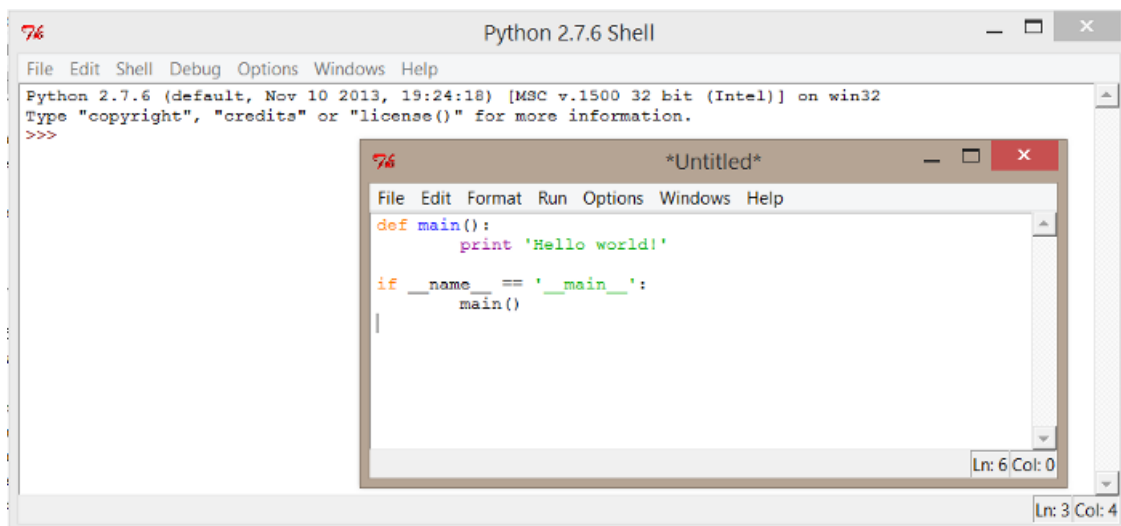 Python 2.7.6 Shell
File Edit Shell Debug Options Windows Help
Python 2.7.6 (default, Nov 10 2013, 19:24:18) [MSC v.1500 32 bit (Intel)] on win32
Type "copyright", "credits" or "license()" for more information.
>>>
*Untitled*
File Edit Format Run Options Windows Help
def main():
        print 'Hello world!'
if __name__ == '__main__':
        main()
Ln: 6 Col: 0
Ln: 3 Col: 4